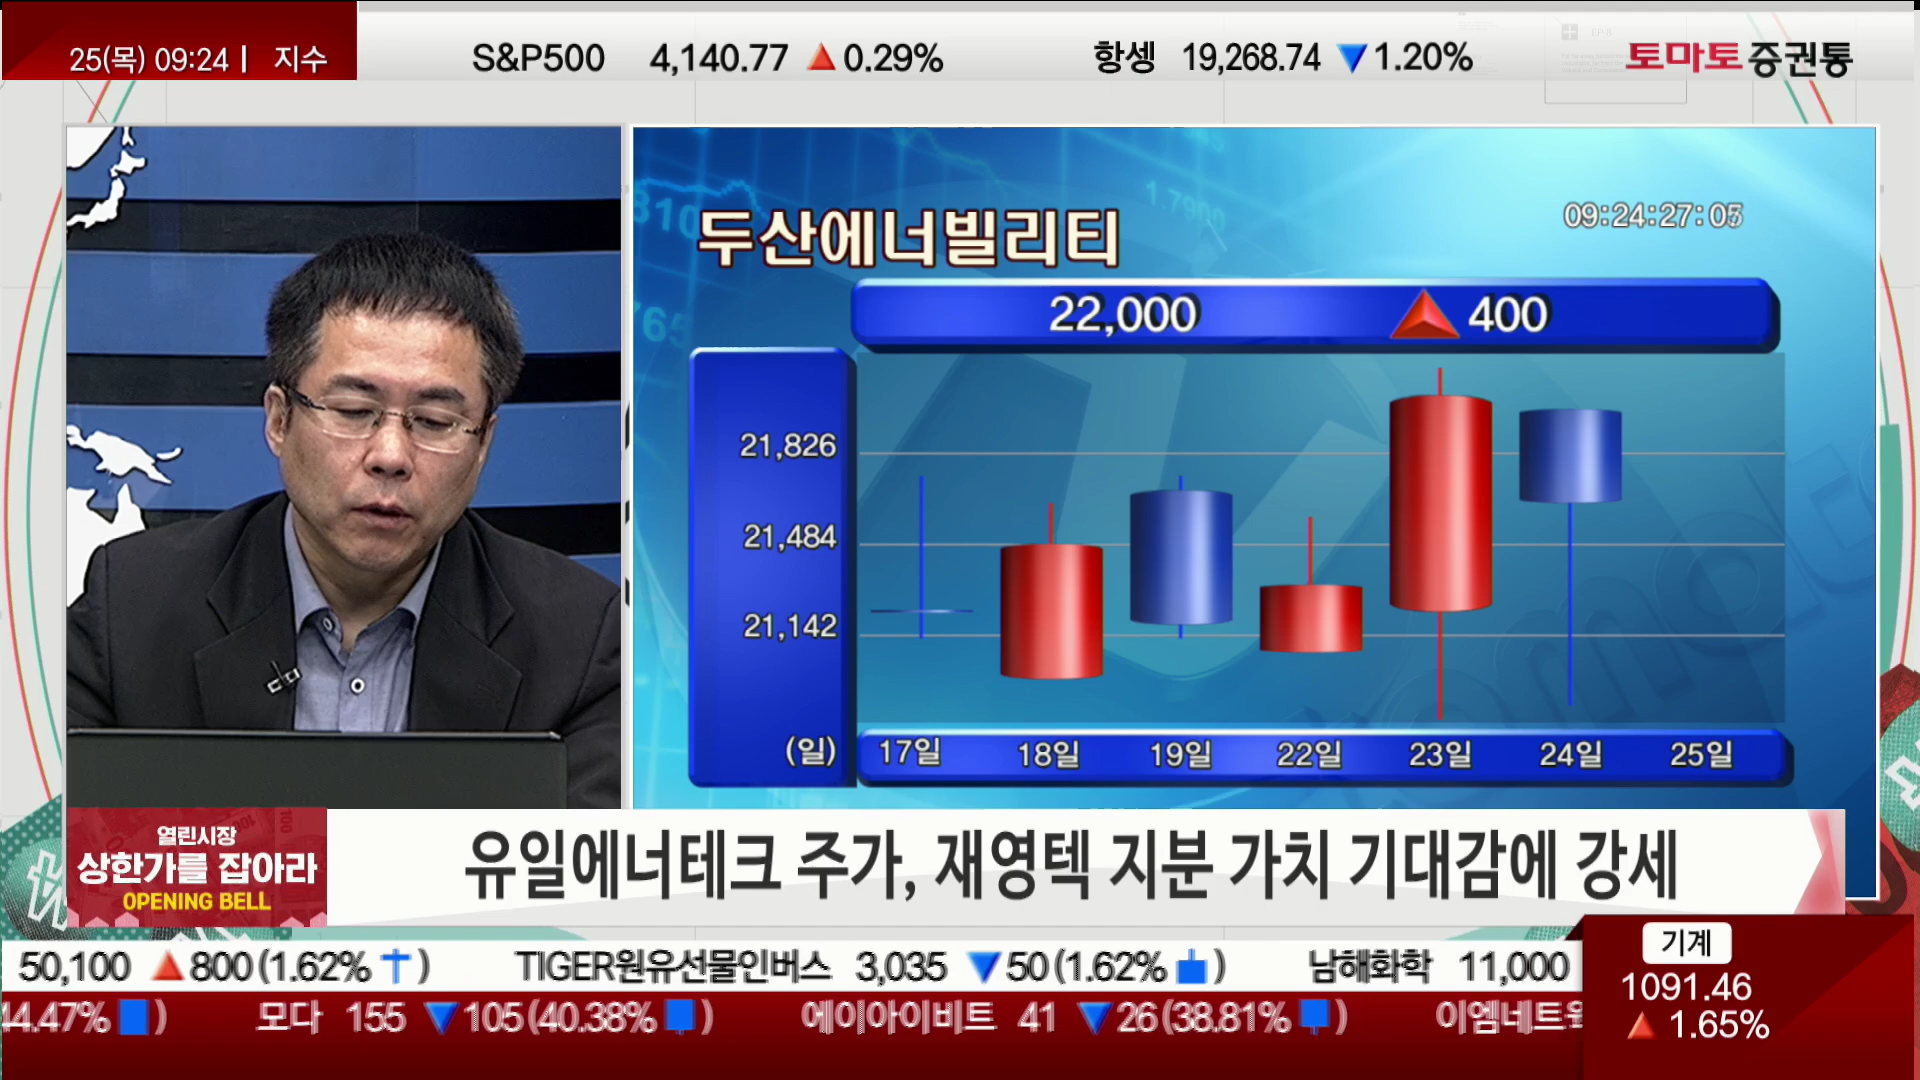 25(목) 09:24 | 지수 S&P500 4,140.77 ▲ 0.29% 항셍 19,268.74 ▼ 1.20% 토마토증권통
두산에너빌리티
22,000 ▲ 400
21,826
21,484
21,142
(일) 17일 18일 19일 22일 23일 24일 25일
열린시장
상한가를 잡아라
OPENING BELL
유일에너테크 주가, 재영텍 지분 가치 기대감에 강세
50,100 ▲ 800 (1.62% ) TIGER원유선물인버스 3,035 ▼ 50 (1.62% ) 남해화학 11,000
44.47% ) 모다 155 ▼ 105 (40.38% ) 에이아이비트 41 ▼ 26 (38.81% ) 이엠네트
기계
1091.46
▲ 1.65%